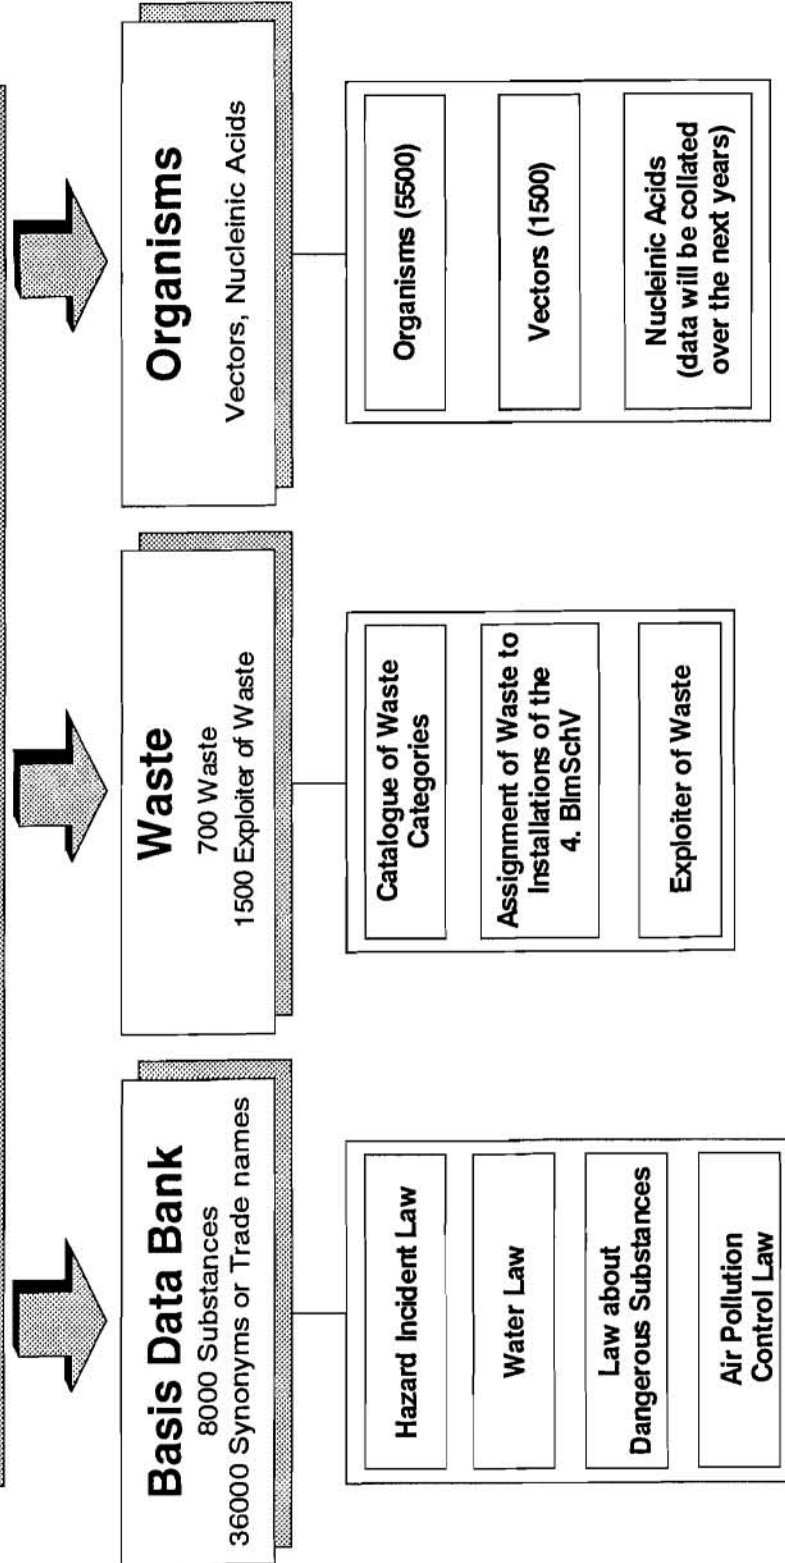 Basis Data Bank
8000 Substances
36000 Synonyms or Trade names
Hazard Incident Law
Water Law
Law about
Dangerous Substances
Air Pollution
Control Law
Waste
700 Waste
1500 Exploiter of Waste
Catalogue of Waste
Categories
Assignment of Waste to
Installations of the
4. BImSchV
Exploiter of Waste
Organisms
Vectors, Nucleinic Acids
Organisms (5500)
Vectors (1500)
Nucleinic Acids
(data will be collated
over the next years)